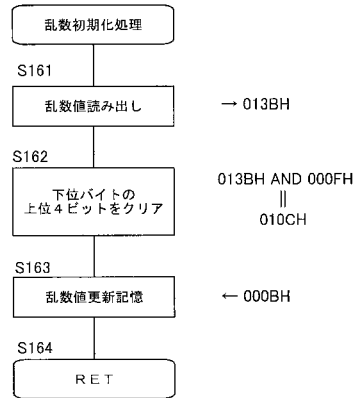 乱数初期化処理
S161
乱数値読み出し
→ 013BH
S162
下位バイトの
上位4ビットをクリア
013BH AND 000FH
||
010CH
S163
乱数値更新記憶
← 000BH
S164
RET